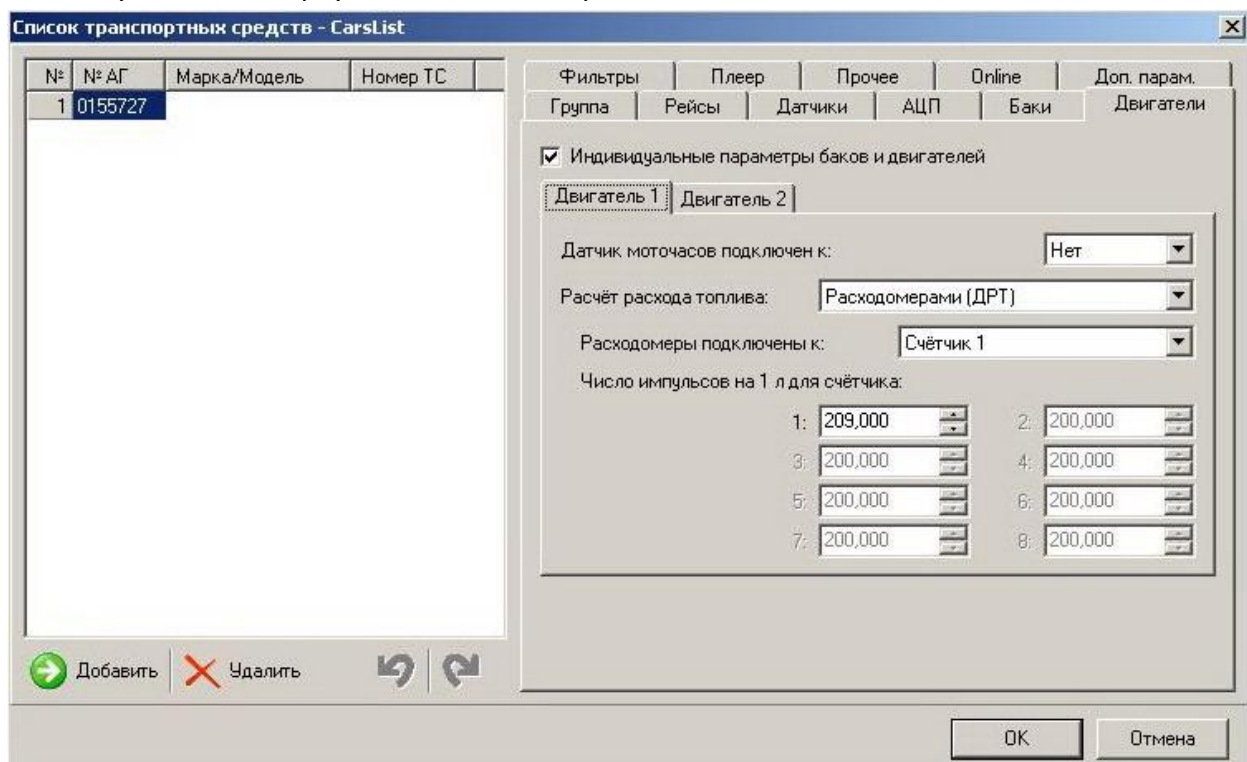 Список транспортных средств - CarsList
№ № АГ Марка/Модель Номер ТС
1 0155727
Фильтры Плеер Прочее Online Доп. парам.
Группа Рейсы Датчики АЦП Баки Двигатели
Индивидуальные параметры баков и двигателей
Двигатель 1 Двигатель 2
Датчик моточасов подключен к: Нет
Расчёт расхода топлива: Расходомерами (ДРТ)
Расходомеры подключены к: Счётчик 1
Число импульсов на 1 л для счётчика:
1: 209,000 2: 200,000
3: 200,000 4: 200,000
5: 200,000 6: 200,000
7: 200,000 8: 200,000
Добавить Удалить
OK Отмена